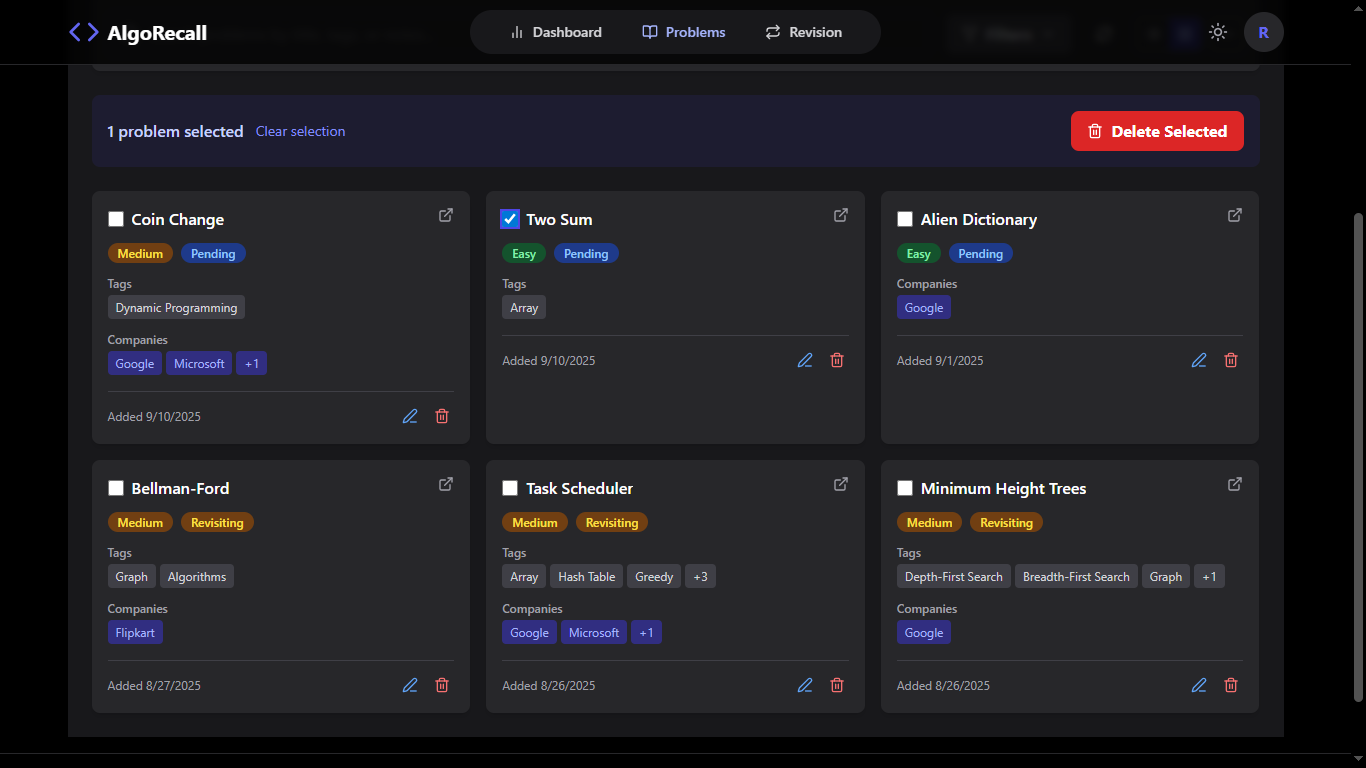 AlgoRecall
Dashboard
Problems
Revision
R
1 problem selected
Clear selection
Delete Selected
Coin Change
Medium
Pending
Tags
Dynamic Programming
Companies
Google
Microsoft
+1
Added 9/10/2025
Two Sum
Easy
Pending
Tags
Array
Added 9/10/2025
Alien Dictionary
Easy
Pending
Companies
Google
Added 9/1/2025
Bellman-Ford
Medium
Revisiting
Tags
Graph
Algorithms
Companies
Flipkart
Added 8/27/2025
Task Scheduler
Medium
Revisiting
Tags
Array
Hash Table
Greedy
+3
Companies
Google
Microsoft
+1
Added 8/26/2025
Minimum Height Trees
Medium
Revisiting
Tags
Depth-First Search
Breadth-First Search
Graph
+1
Companies
Google
Added 8/26/2025